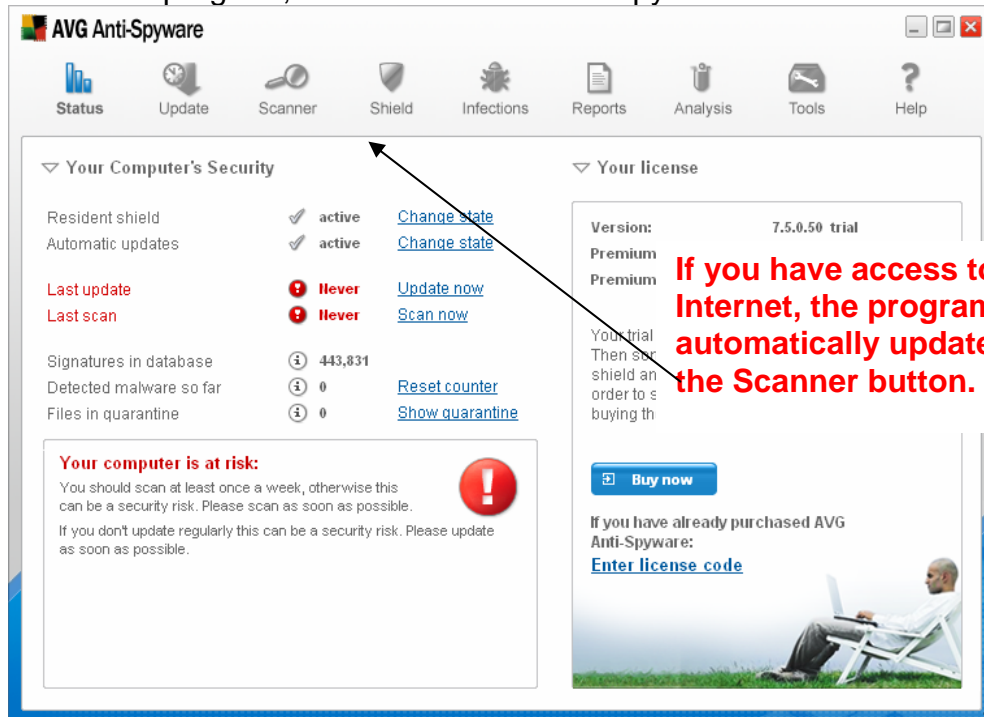 AVG Anti-Spyware
Status Update Scanner Shield Infections Reports Analysis Tools Help
Your Computer's Security
Resident shield active Change state
Automatic updates active Change state
Last update Never Update now
Last scan Never Scan now
Signatures in database 443,831
Detected malware so far 0 Reset counter
Files in quarantine 0 Show quarantine
Your computer is at risk:
You should scan at least once a week, otherwise this
can be a security risk. Please scan as soon as possible.
If you don't update regularly this can be a security risk. Please update
as soon as possible.
Your license
Version: 7.5.0.50 trial
Premium
Premium
Your trial
Then
shield
order to
buying
If you have access
Internet, the
automatically
the Scanner button.
Buy now
If you have already purchased AVG
Anti-Spyware:
Enter license code